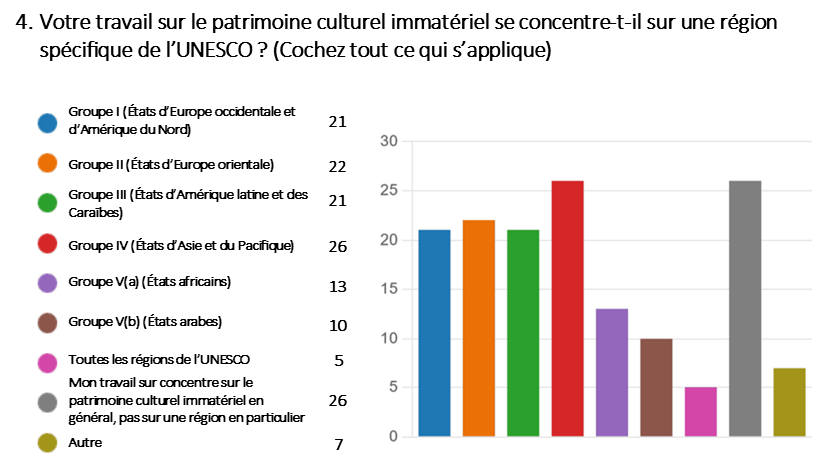 4. Votre travail sur le patrimoine culturel immatériel se concentre-t-il sur une région
spécifique de l'UNESCO ? (Cochez tout ce qui s'applique)
Groupe I (États d'Europe occidentale et
d'Amérique du Nord) 21
Groupe II (États d'Europe orientale) 22
Groupe III (États d'Amérique latine et des
Caraïbes) 21
Groupe IV (États d'Asie et du Pacifique) 26
Groupe V(a) (États africains) 13
Groupe V(b) (États arabes) 10
Toutes les régions de l'UNESCO 5
Mon travail sur concentre sur le
patrimoine culturel immatériel en
général, pas sur une région en particulier 26
Autre 7
30
25
20
15
10
5
0